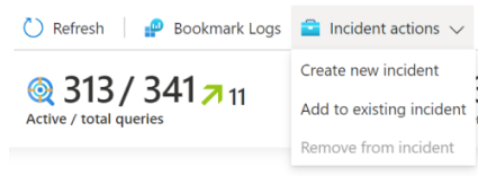 Refresh
Bookmark Logs
Incident actions
313 / 341 11
Active / total queries
Create new incident
Add to existing incident
Remove from incident